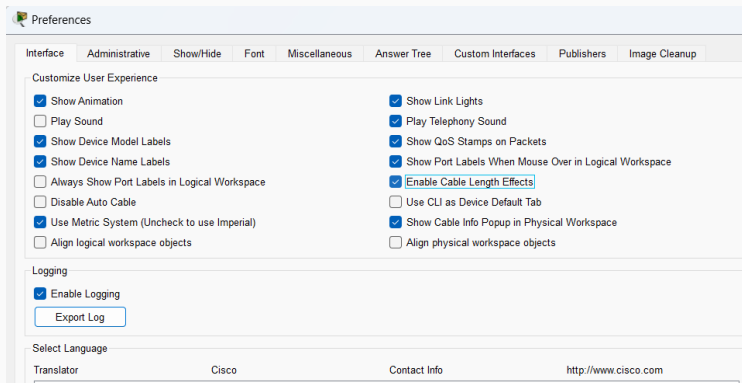 Preferences
Interface Administrative Show/Hide Font Miscellaneous Answer Tree Custom Interfaces Publishers Image Cleanup
Customize User Experience
Show Animation Show Link Lights
Play Sound Play Telephony Sound
Show Device Model Labels Show QoS Stamps on Packets
Show Device Name Labels Show Port Labels When Mouse Over in Logical Workspace
Always Show Port Labels in Logical Workspace Enable Cable Length Effects
Disable Auto Cable Use CLI as Device Default Tab
Use Metric System (Uncheck to use Imperial) Show Cable Info Popup in Physical Workspace
Align logical workspace objects Align physical workspace objects
Logging
Enable Logging
Export Log
Select Language
Translator Cisco Contact Info http://www.cisco.com